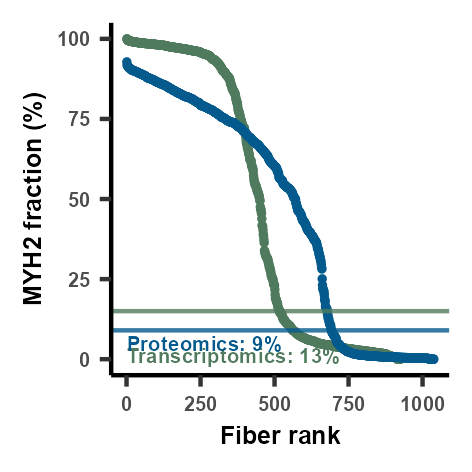 100
75
50
25
0
MYH2 fraction (%)
Proteomics: 9%
Transcriptomics: 13%
0 250 500 750 1000
Fiber rank